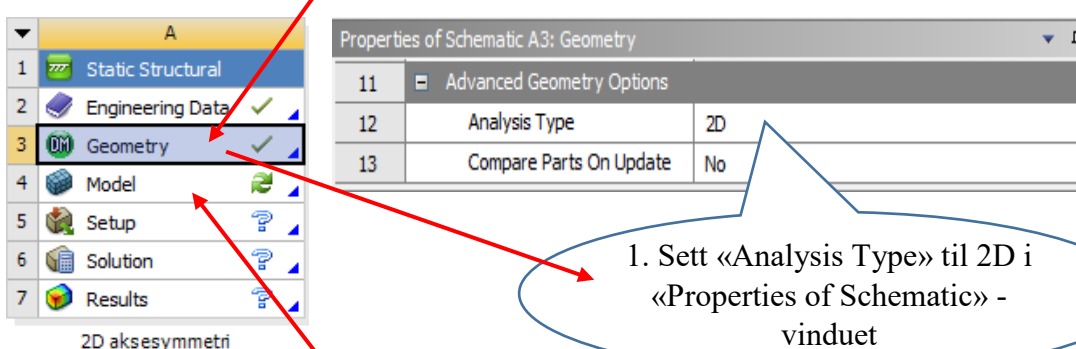 A
1 Static Structural
2 Engineering Data
3 DM Geometry
4 Model
5 Setup ?
6 Solution ?
7 Results ?
2D aksesymmetri
Properties of Schematic A3: Geometry
11 Advanced Geometry Options
12 Analysis Type 2D
13 Compare Parts On Update No
1. Sett «Analysis Type» til 2D i
«Properties of Schematic» -
vinduet